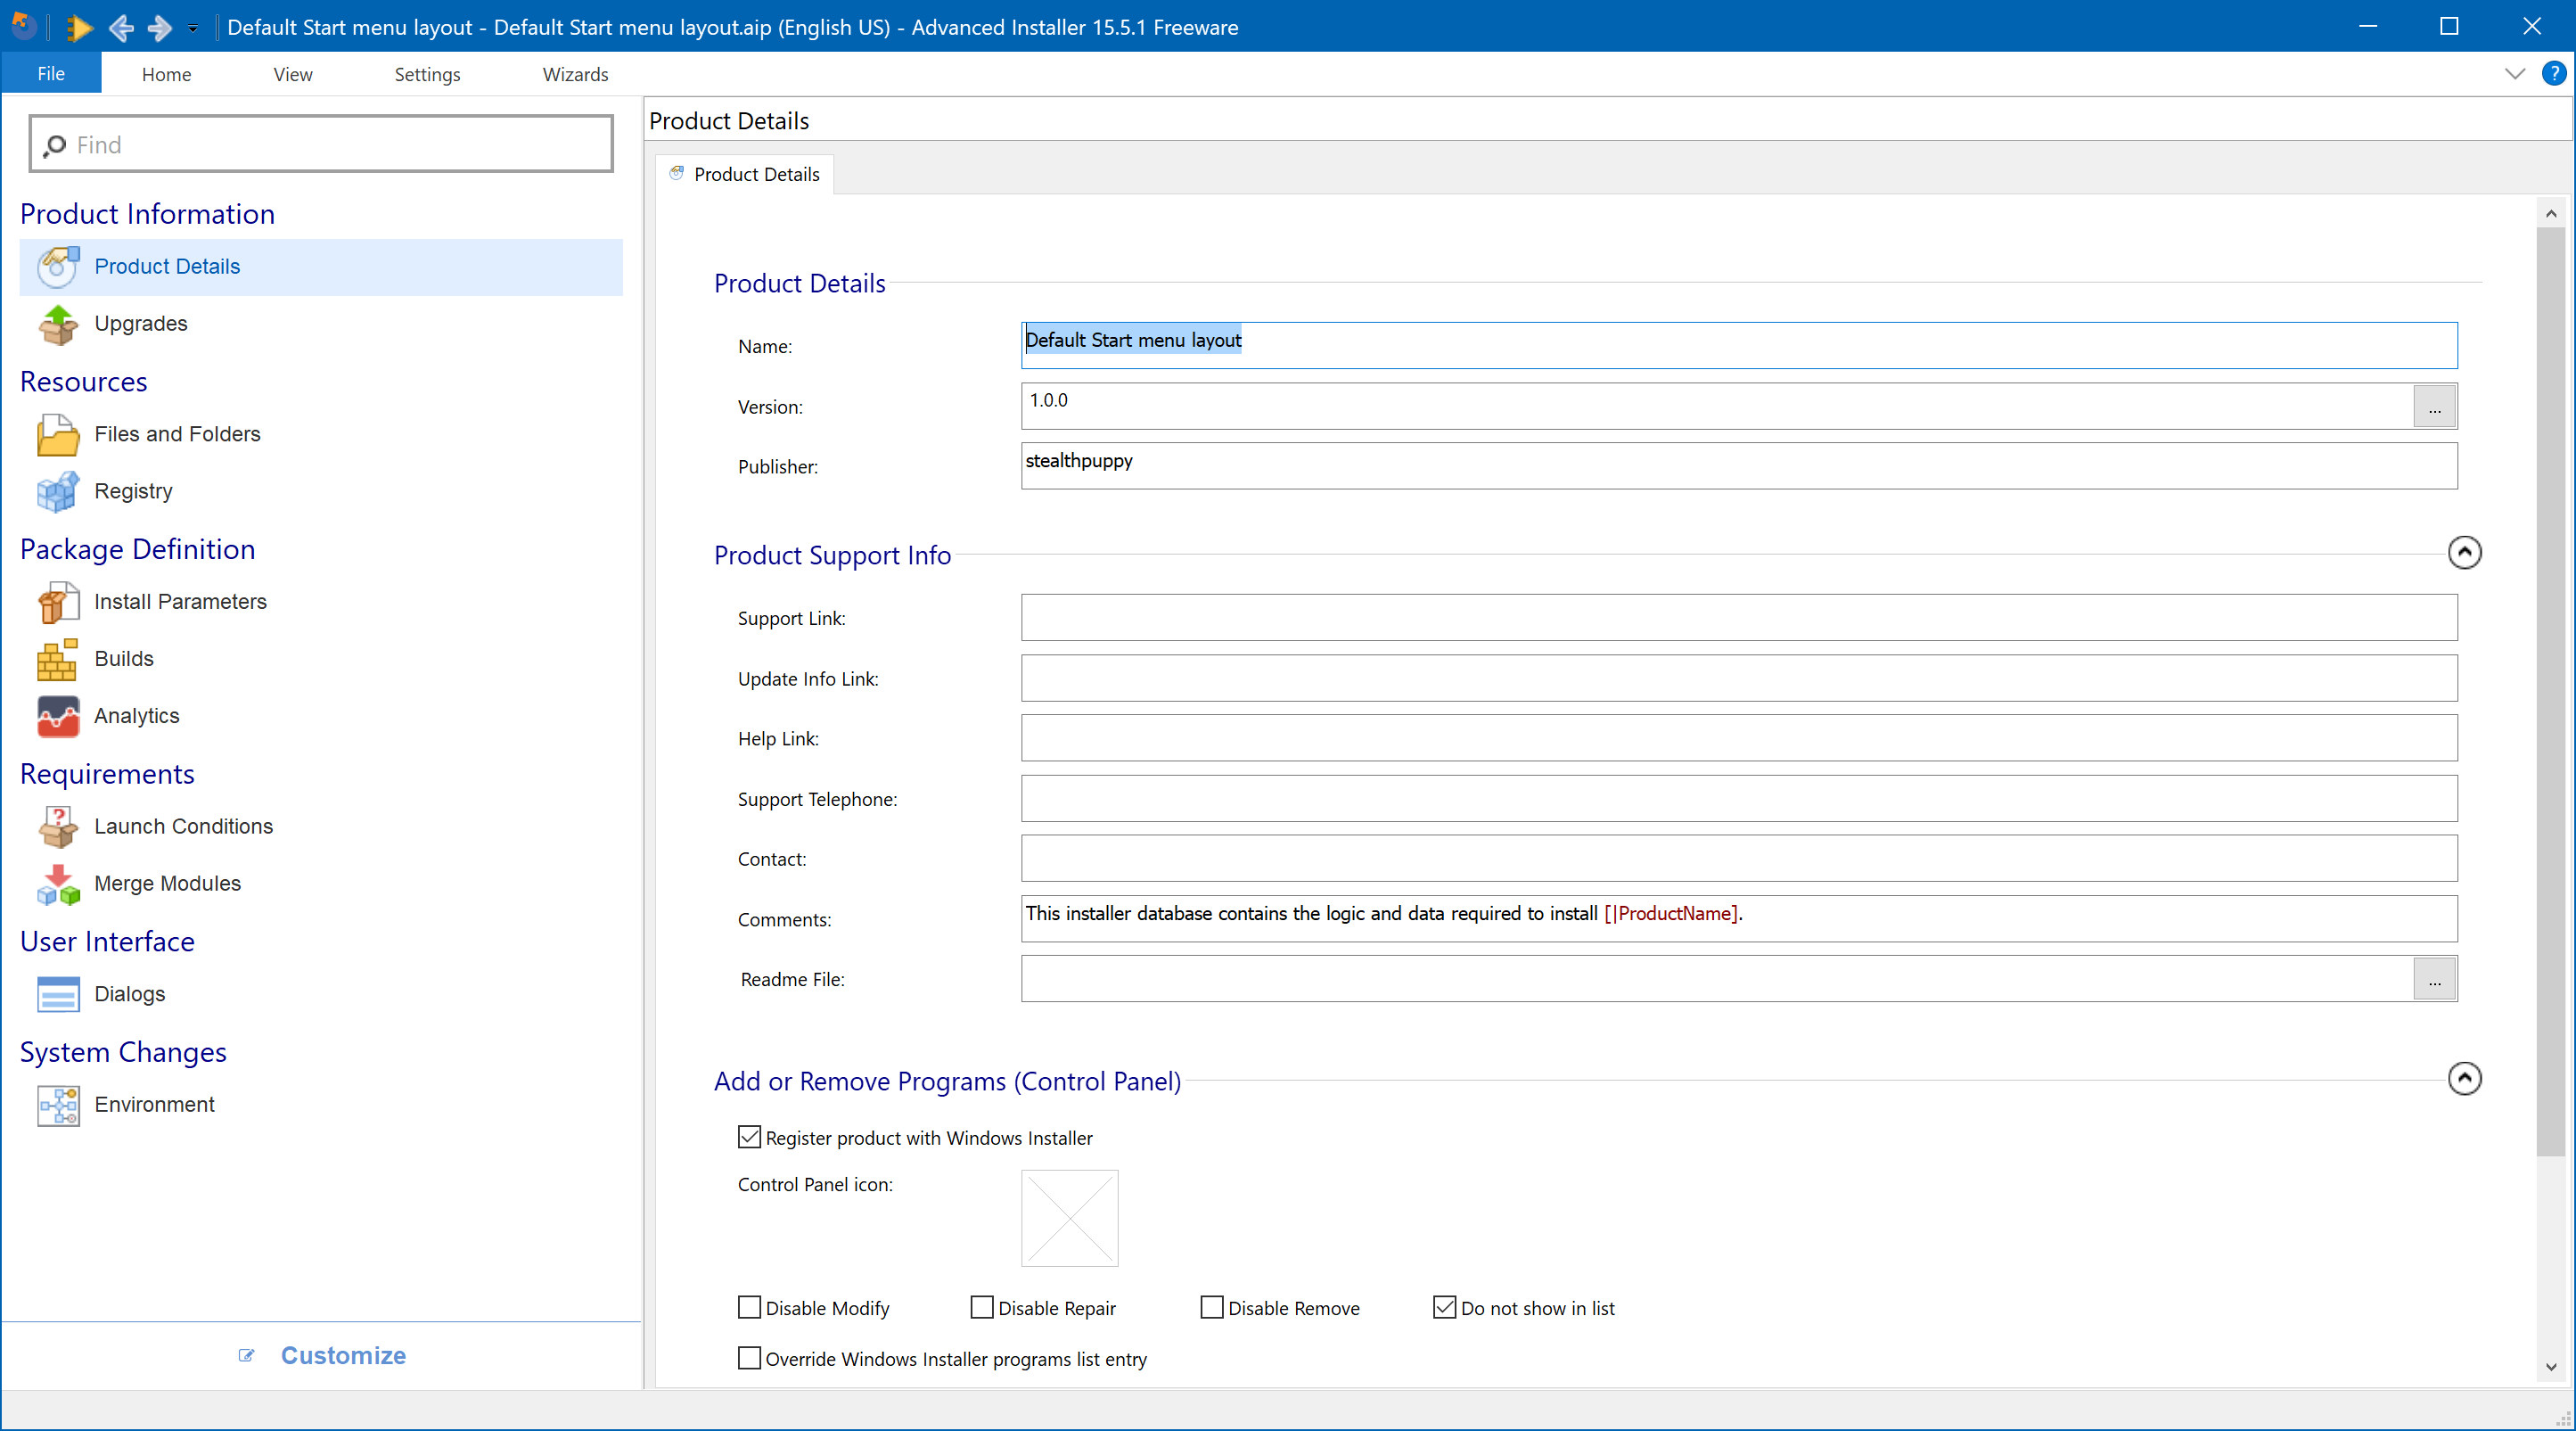 Default Start menu layout - Default Start menu layout.aip (English US) - Advanced Installer 15.5.1 Freeware
File Home View Settings Wizards ?
Find
Product Information
Product Details
Upgrades
Resources
Files and Folders
Registry
Package Definition
Install Parameters
Builds
Analytics
Requirements
Launch Conditions
Merge Modules
User Interface
Dialogs
System Changes
Environment
Customize
Product Details
Product Details
Product Details
Name: Default Start menu layout
Version: 1.0.0 ...
Publisher: stealthpuppy
Product Support Info
Support Link:
Update Info Link:
Help Link:
Support Telephone:
Contact:
Comments: This installer database contains the logic and data required to install [|ProductName].
Readme File: ...
Add or Remove Programs (Control Panel)
Register product with Windows Installer
Control Panel icon:
Disable Modify Disable Repair Disable Remove Do not show in list
Override Windows Installer programs list entry